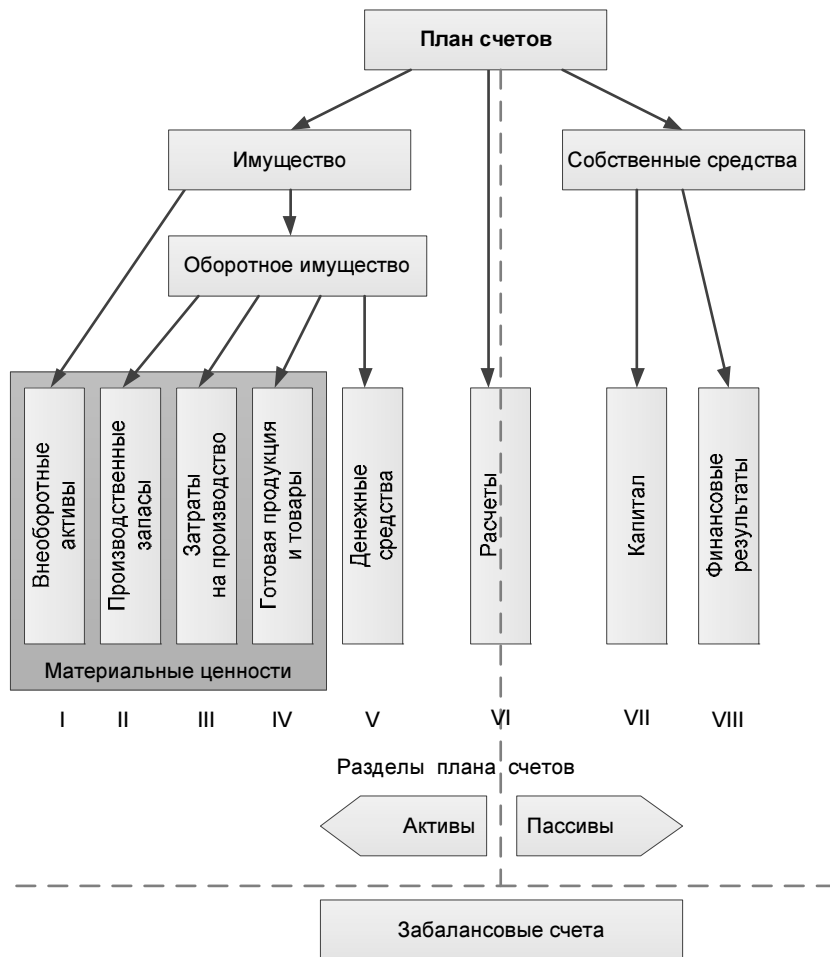 План счетов
Имущество
Собственные средства
Оборотное имущество
Внеоборотные
активы
Производственные
запасы
Затраты
на производство
Готовая продукция
и товары
Денежные
средства
Расчеты
Капитал
Финансовые
результаты
Материальные ценности
I II III IV V VI VII VIII
Разделы плана счетов
Активы Пассивы
Забалансовые счета